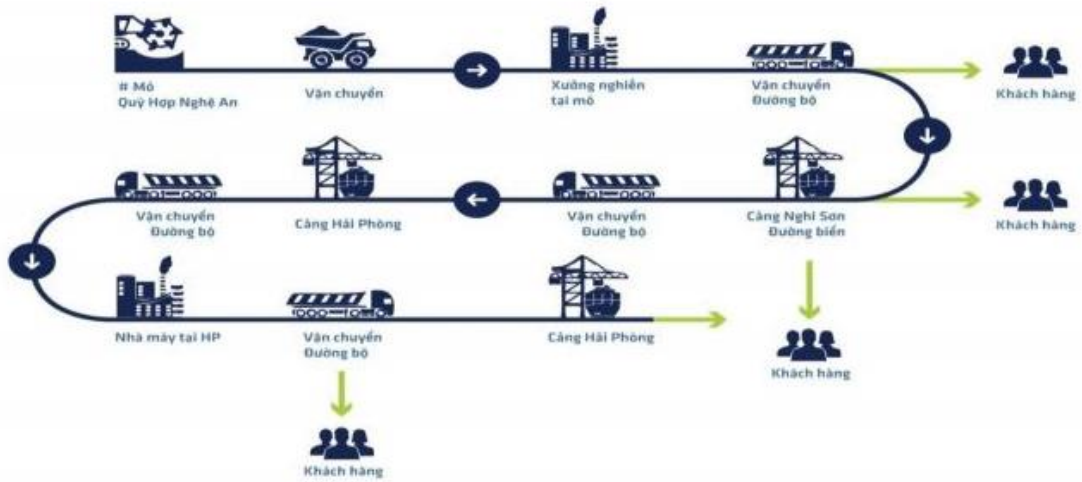 # Mỏ
Quỳ Hợp Nghệ An
Vận chuyển
Xưởng nghiền
tại mỏ
Vận chuyển
Đường bộ
Khách hàng
Vận chuyển
Đường bộ
Cảng Hải Phòng
Vận chuyển
Đường bộ
Cảng Nghi Sơn
Đường biển
Khách hàng
Nhà máy tại HP
Vận chuyển
Đường bộ
Cảng Hải Phòng
Khách hàng
Khách hàng